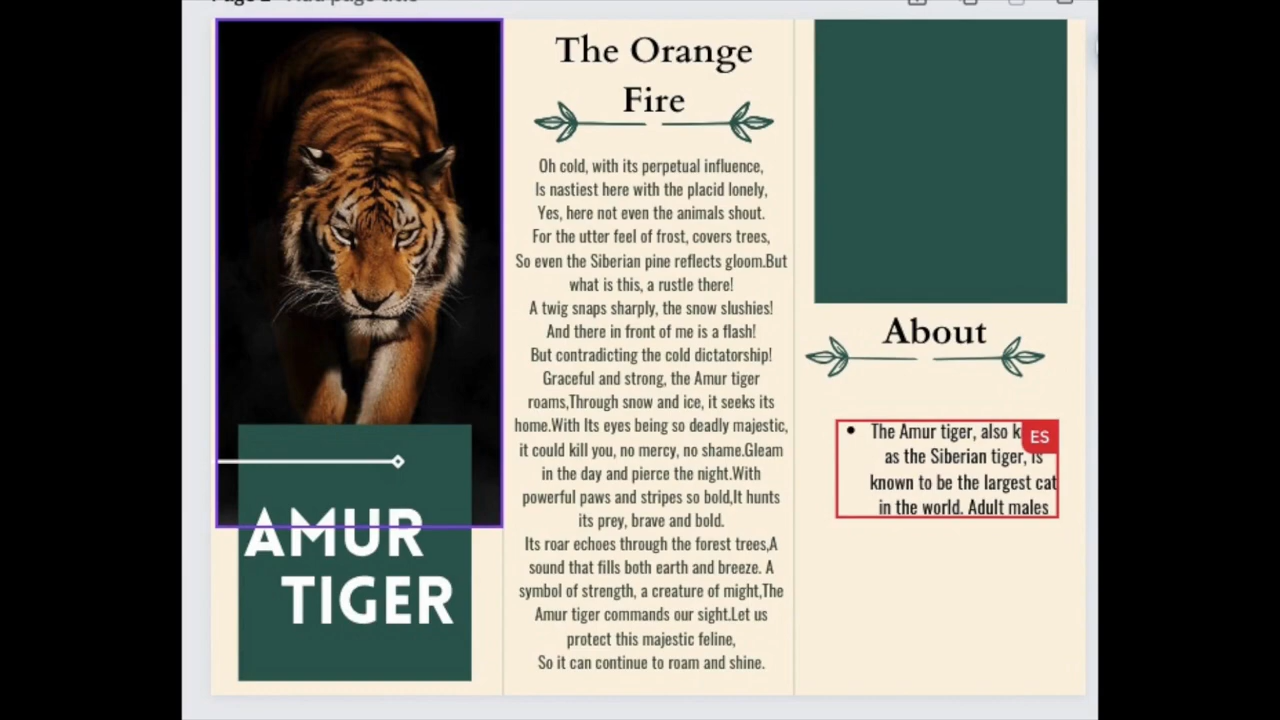 AMUR
TIGER
The Orange
Fire
Oh cold, with its perpetual influence,
Is nastiest here with the placid lonely,
Yes, here not even the animals shout.
For the utter feel of frost, covers trees,
So even the Siberian pine reflects gloom.But
what is this, a rustle there!
A twig snaps sharply, the snow slushies!
And there in front of me is a flash!
But contradicting the cold dictatorship!
Graceful and strong, the Amur tiger
roams,Through snow and ice, it seeks its
home.With Its eyes being so deadly majestic,
it could kill you, no mercy, no shame.Gleam
in the day and pierce the night.With
powerful paws and stripes so bold,It hunts
its prey, brave and bold.
Its roar echoes through the forest trees,A
sound that fills both earth and breeze. A
symbol of strength, a creature of might,The
Amur tiger commands our sight.Let us
protect this majestic feline,
So it can continue to roam and shine.
About
The Amur tiger, also
ES
as the Siberian tiger, is
known to be the largest cat
in the world. Adult males